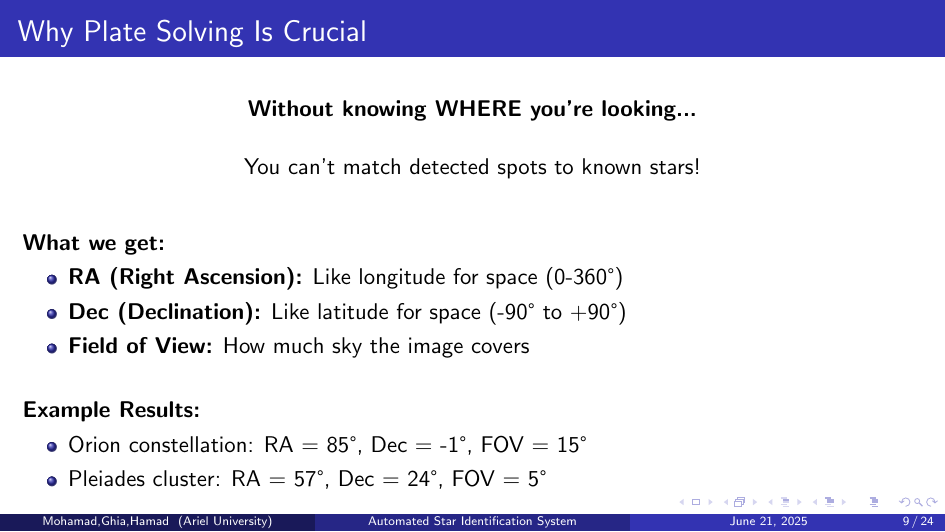 Why Plate Solving Is Crucial
Without knowing WHERE you're looking...
You can't match detected spots to known stars!
What we get:
RA (Right Ascension): Like longitude for space (0-360°)
Dec (Declination): Like latitude for space (-90° to +90°)
Field of View: How much sky the image covers
Example Results:
Orion constellation: RA = 85°, Dec = -1°, FOV = 15°
Pleiades cluster: RA = 57°, Dec = 24°, FOV = 5°
Mohamad,Ghia,Hamad (Ariel University) Automated Star Identification System June 21, 2025 9 / 24